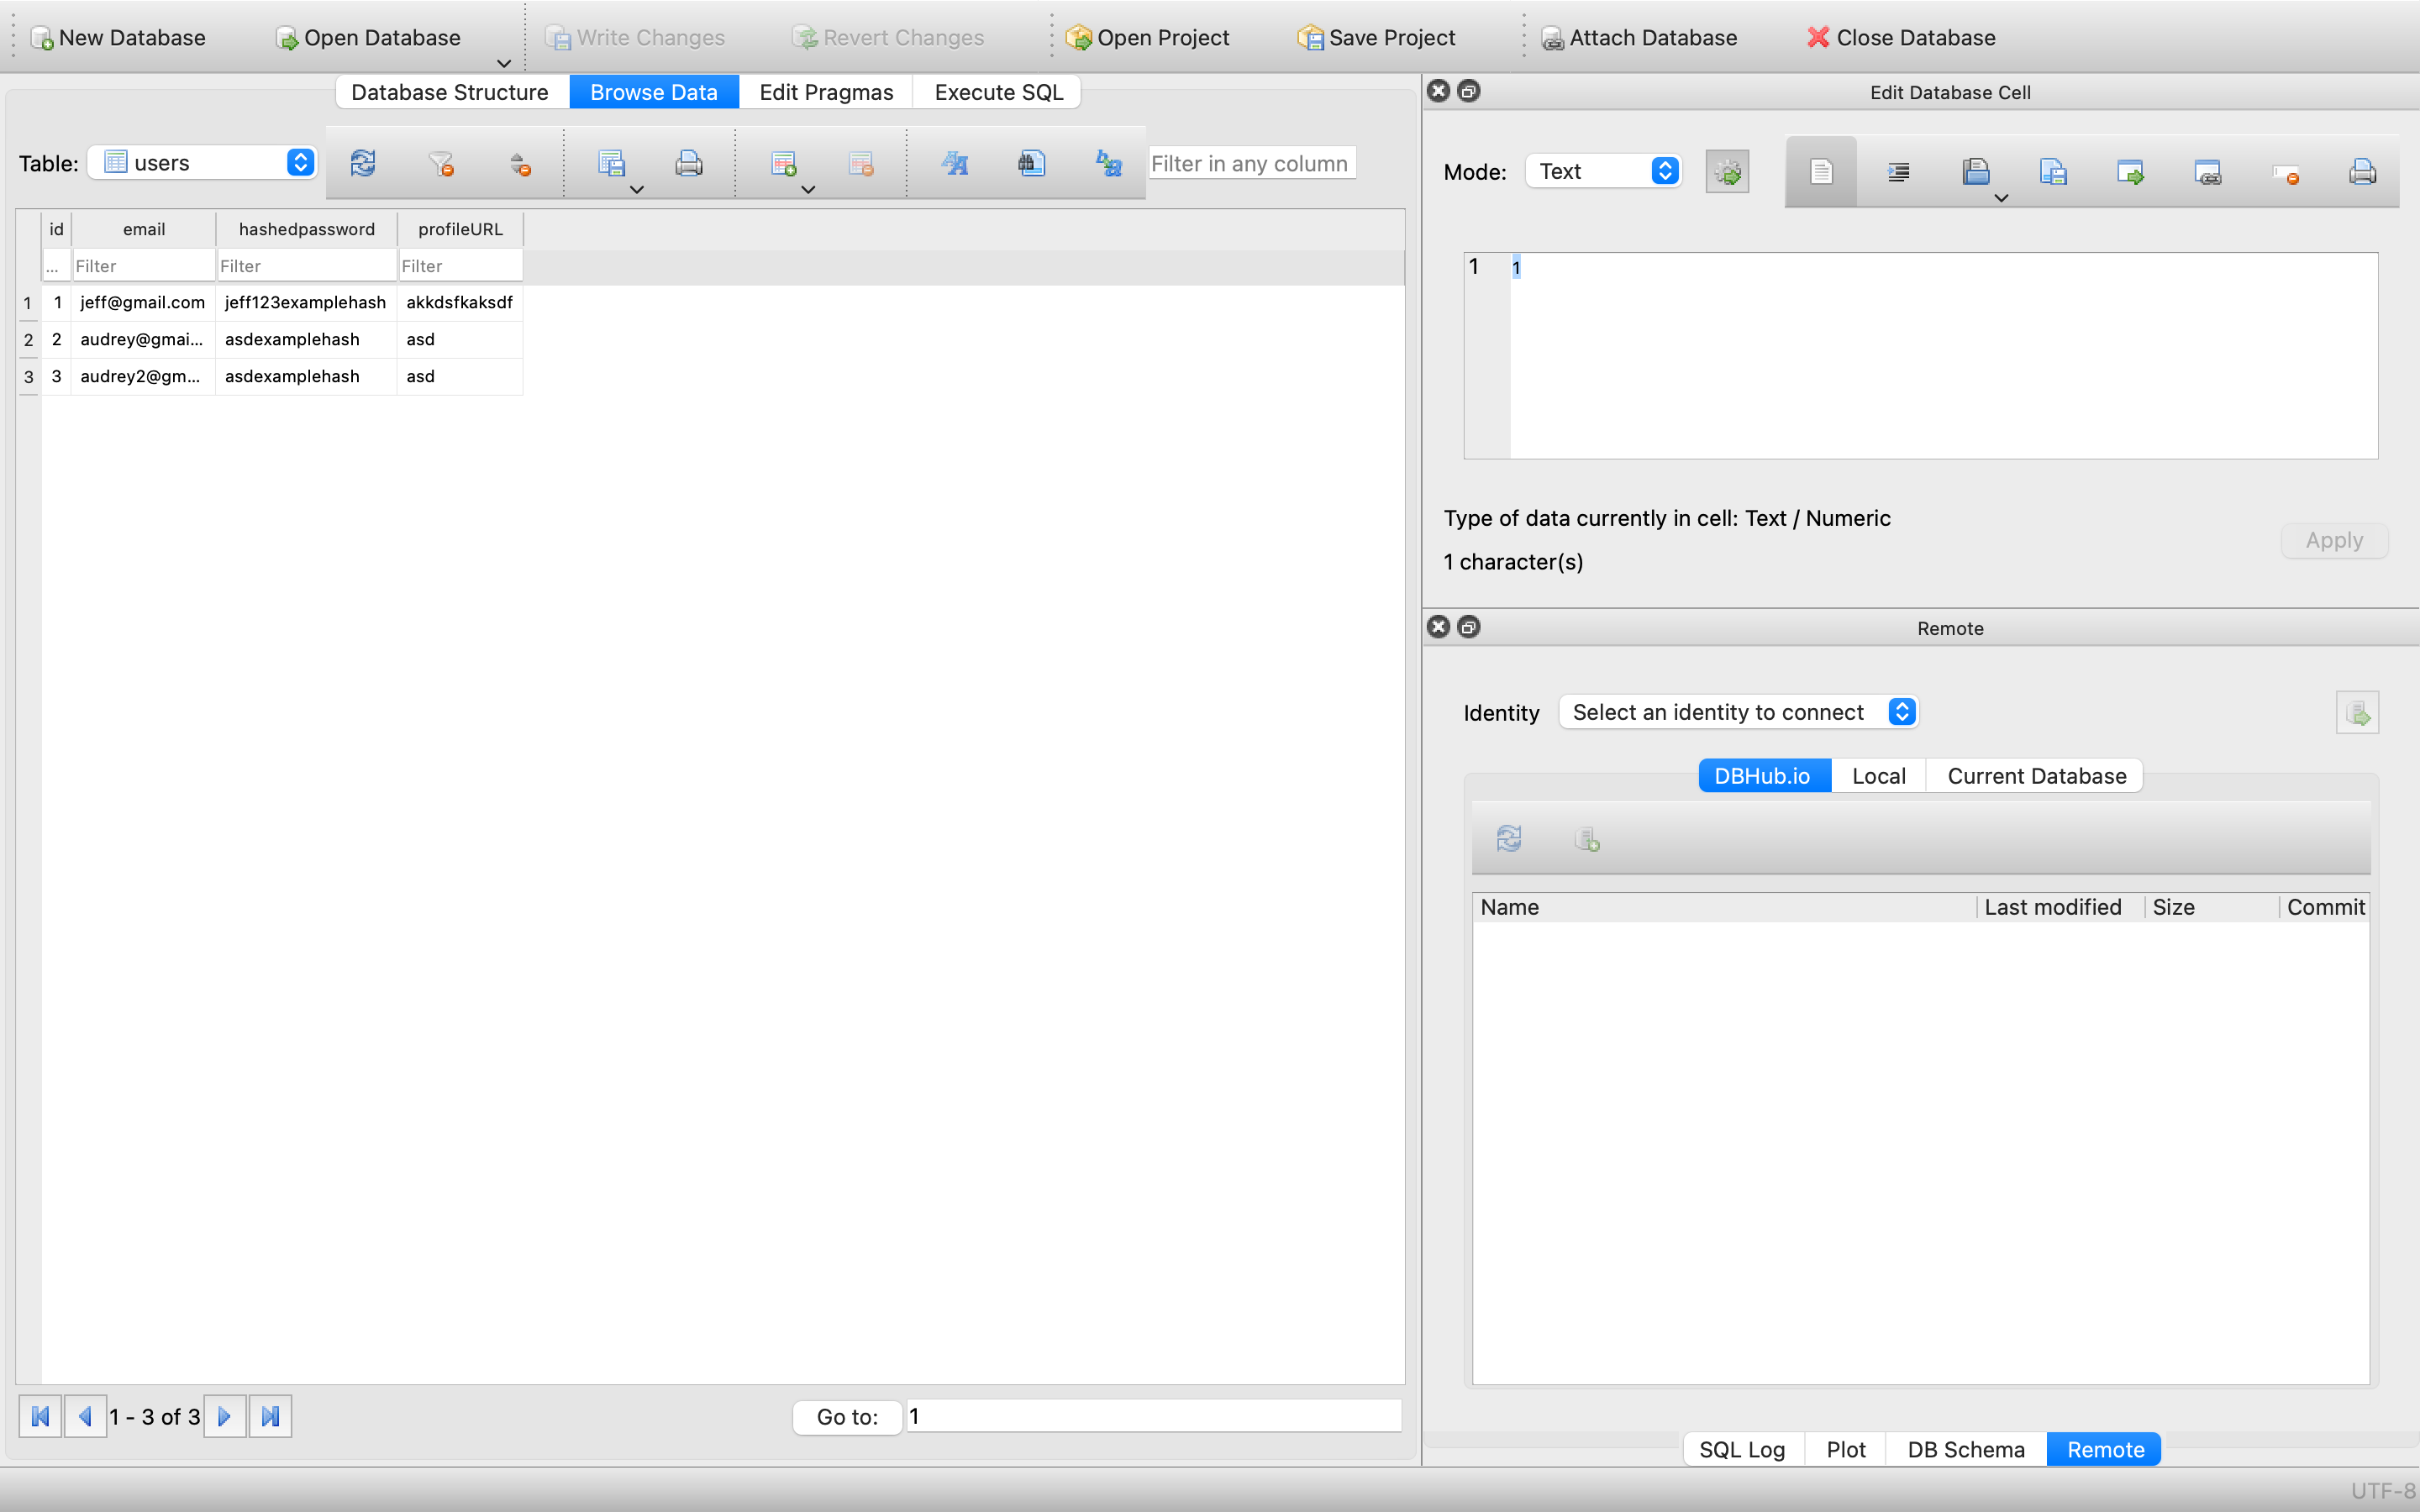 New Database Open Database Write Changes Revert Changes Open Project Save Project Attach Database Close Database
Database Structure Browse Data Edit Pragmas Execute SQL
Table: users Filter in any column
id email hashedpassword profileURL
... Filter Filter Filter
1 1 jeff@gmail.com jeff123examplehash akkdsfkaksdf
2 2 audrey@gmai... asdexamplehash asd
3 3 audrey2@gm... asdexamplehash asd
1 - 3 of 3 Go to: 1
Edit Database Cell
Mode: Text
1 1
Type of data currently in cell: Text / Numeric
1 character(s)
Apply
Remote
Identity Select an identity to connect
DBHub.io Local Current Database
Name Last modified Size Commit
SQL Log Plot DB Schema Remote
UTF-8